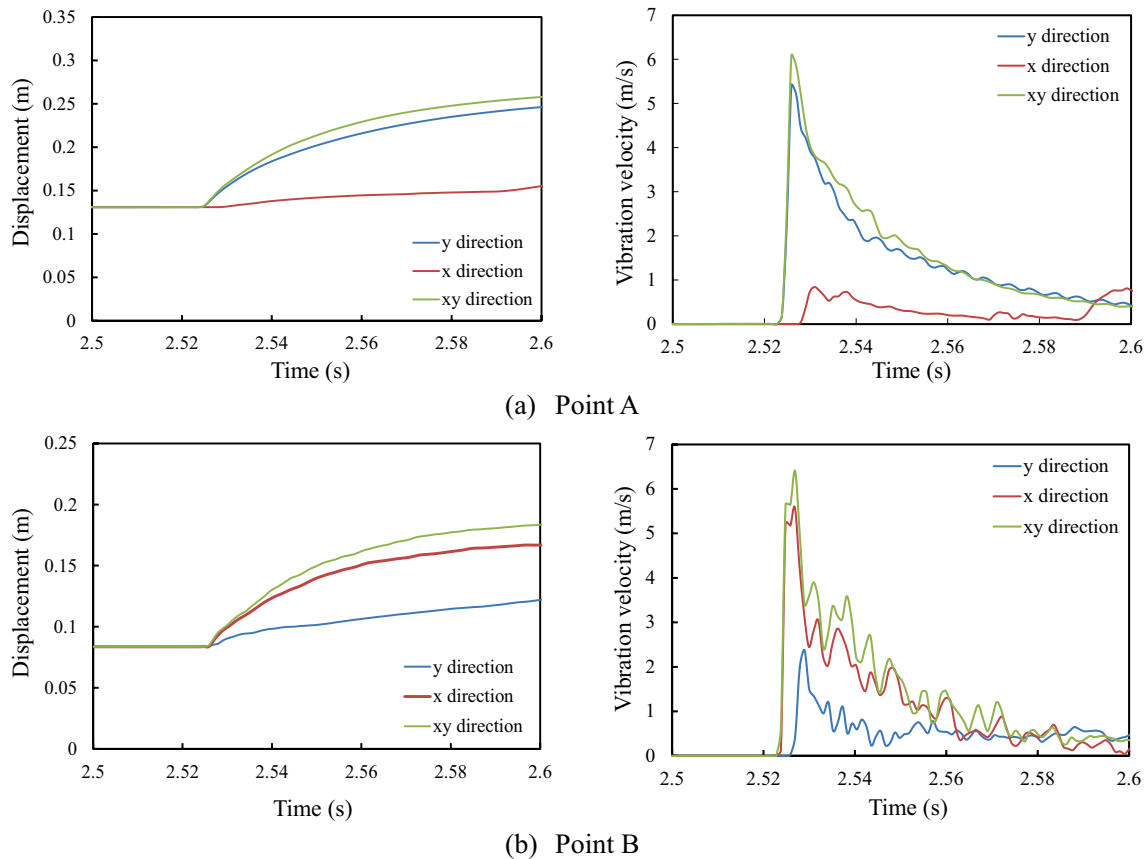 0.35
0.3
0.25
0.2
0.15
0.1
0.05
0
Displacement (m)
y direction
x direction
xy direction
2.5 2.52 2.54 2.56 2.58 2.6
Time (s)
7
6
5
4
3
2
1
0
Vibration velocity (m/s)
y direction
x direction
xy direction
2.5 2.52 2.54 2.56 2.58 2.6
Time (s)
(a) Point A
0.25
0.2
0.15
0.1
0.05
0
Displacement (m)
y direction
x direction
xy direction
2.5 2.52 2.54 2.56 2.58 2.6
Time (s)
7
6
5
4
3
2
1
0
Vibration velocity (m/s)
y direction
x direction
xy direction
2.5 2.52 2.54 2.56 2.58 2.6
Time (s)
(b) Point B